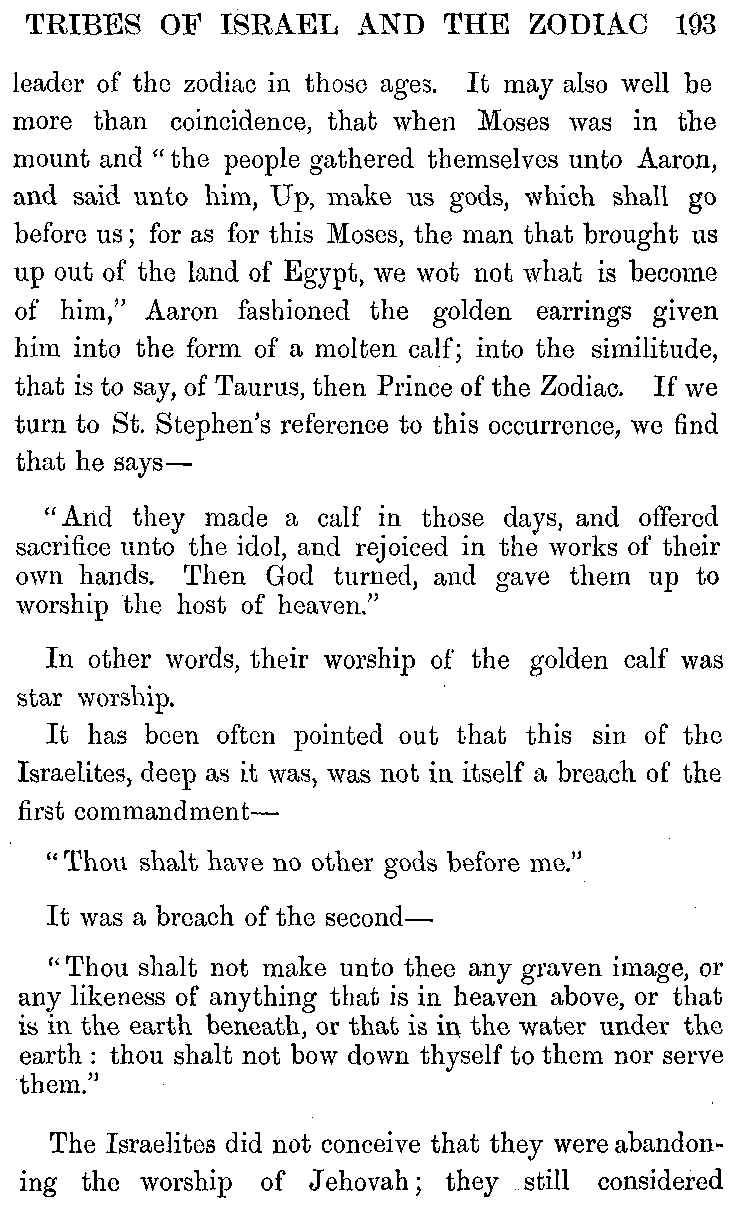 TRIBES OF ISRAEL AND THE ZODIAC 193
leader of the zodiac in those ages. It may also well be
more than coincidence, that when Moses was in the
mount and “the people gathered themselves unto Aaron,
and said unto him, Up, make us gods, which shall go
before us; for as for this Moses, the man that brought us
up out of the land of Egypt, we wot not what is become
of him,” Aaron fashioned the golden earrings given
him into the form of a molten calf; into the similitude,
that is to say, of Taurus, then Prince of the Zodiac. If we
turn to St. Stephen’s reference to this occurrence, we find
that he says—
“And they made a calf in those days, and offered
sacrifice unto the idol, and rejoiced in the works of their
own hands. Then God turned, and gave them up to
worship the host of heaven.”
In other words, their worship of the golden calf was
star worship.
It has been often pointed out that this sin of the
Israelites, deep as it was, was not in itself a breach of the
first commandment—
“Thou shalt have no other gods before me.”
It was a breach of the second—
“Thou shalt not make unto thee any graven image, or
any likeness of anything that is in heaven above, or that
is in the earth beneath, or that is in the water under the
earth : thou shalt not bow down thyself to them nor serve
them.”
The Israelites did not conceive that they were abandon-
ing the worship of Jehovah; they still considered